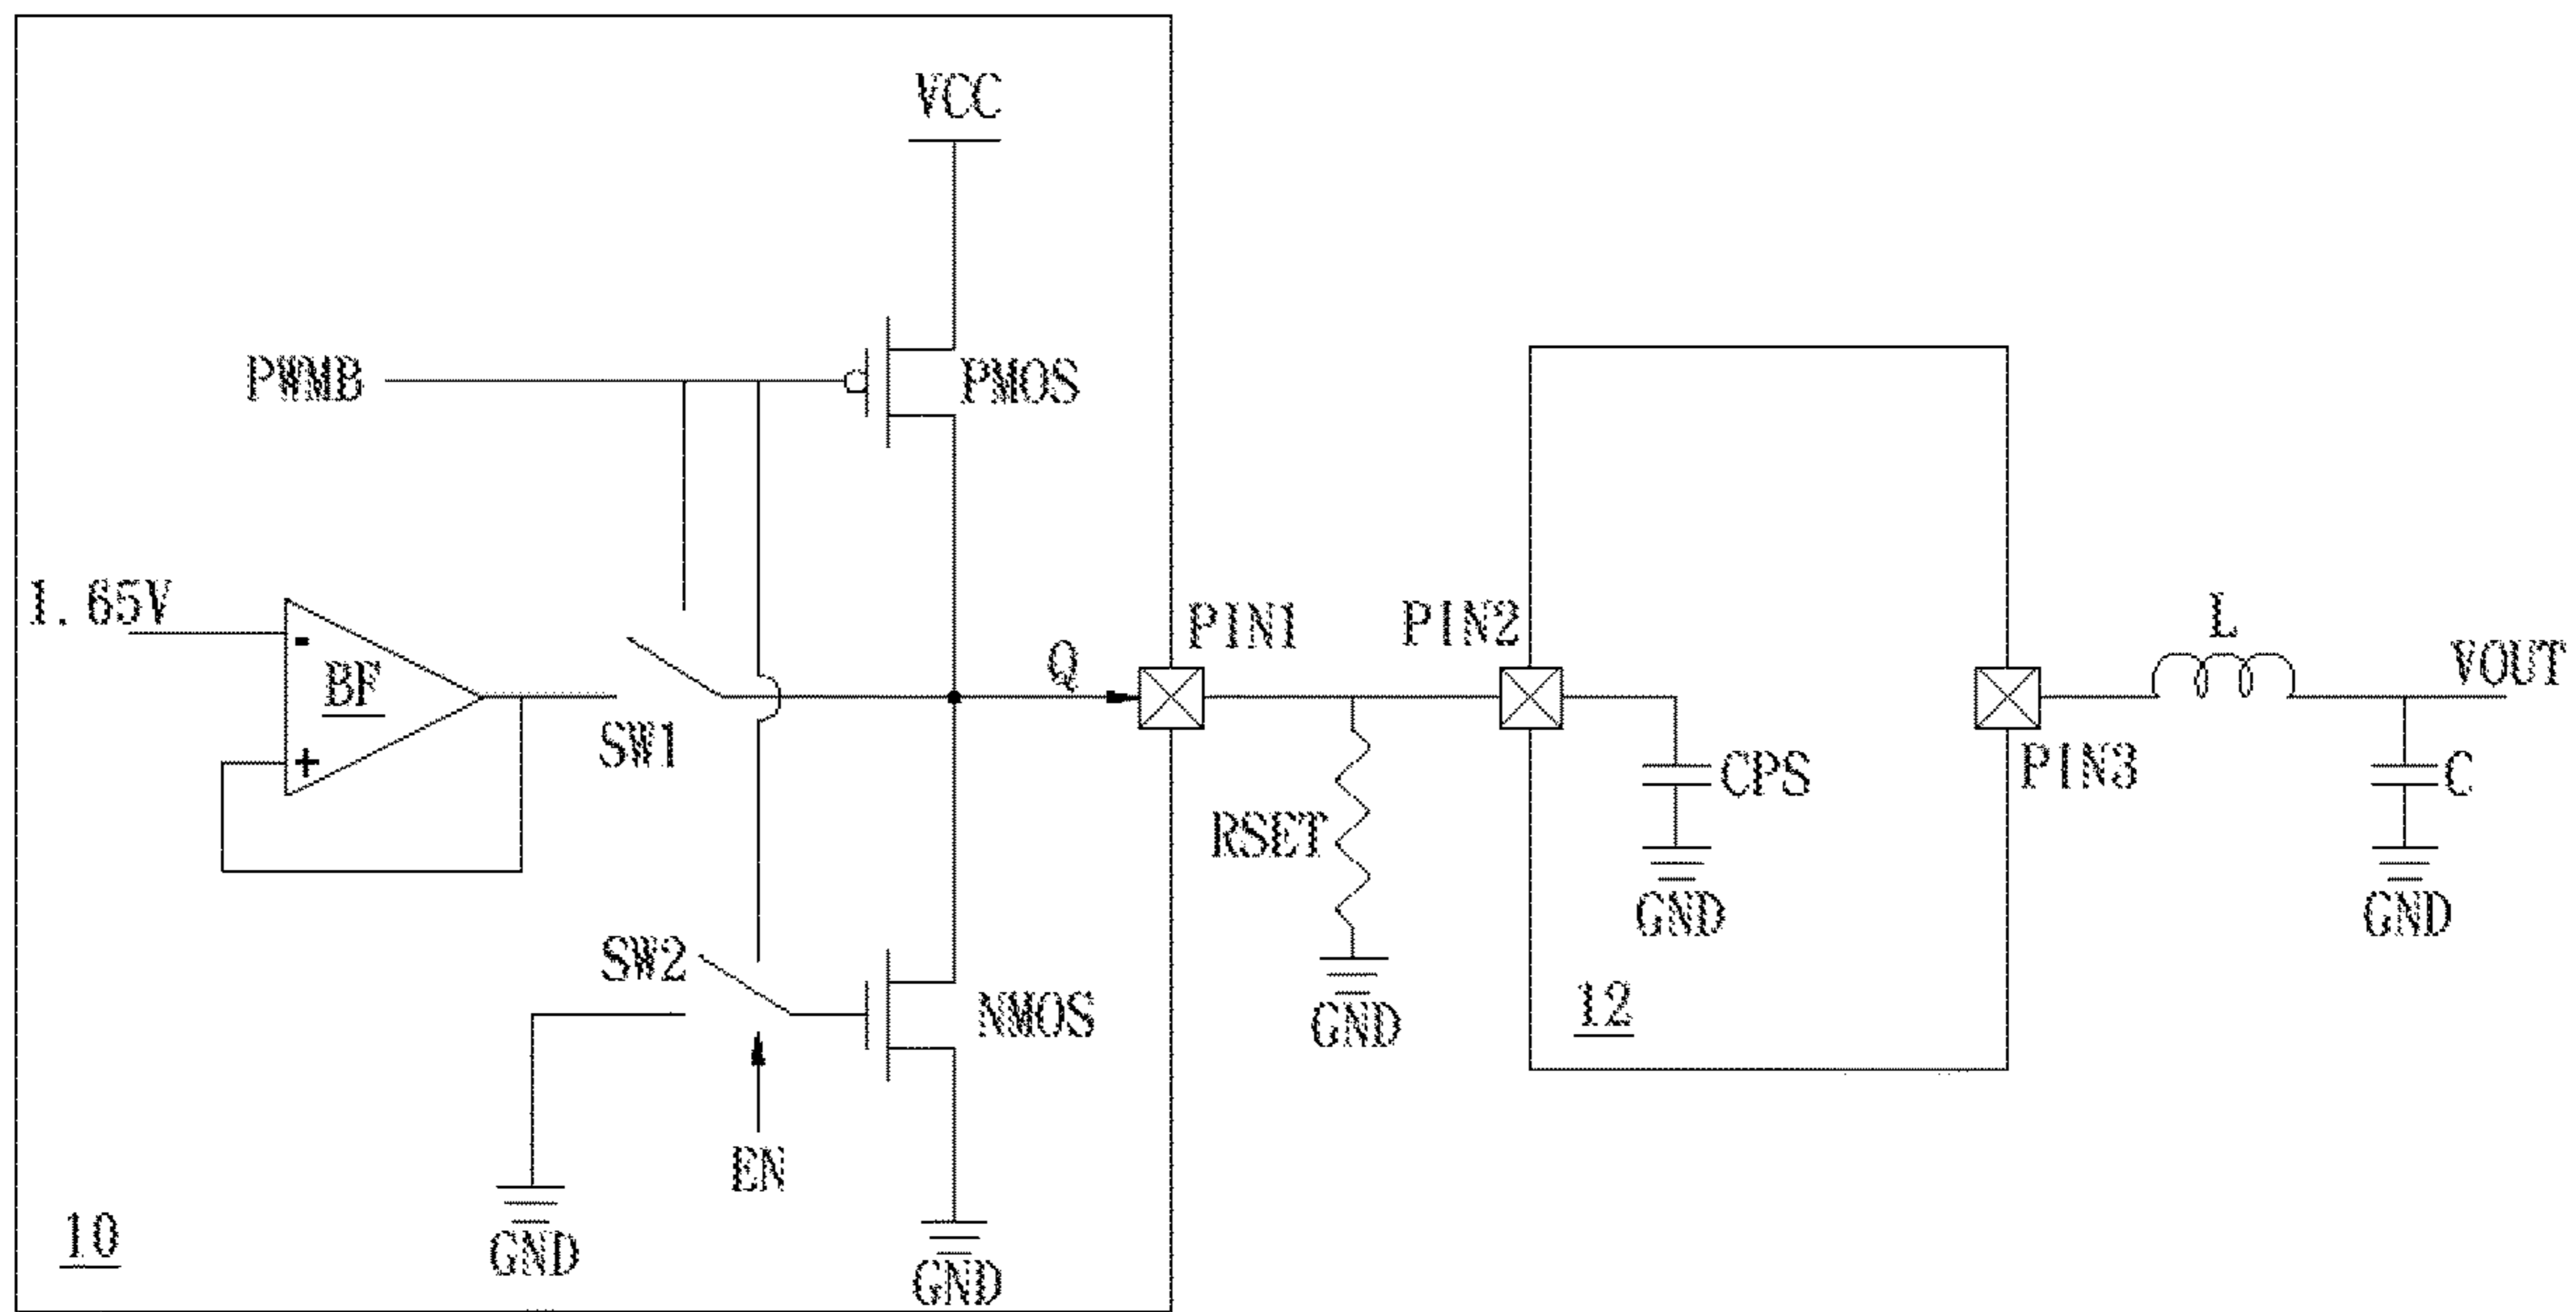 VCC
PWMB
PMOS
1.65V
-
BF
+
SW1
Q
PIN1
PIN2
PIN3
L
VOUT
RSET
CPS
C
GND
GND
GND
SW2
NMOS
EN
12
10
GND
GND